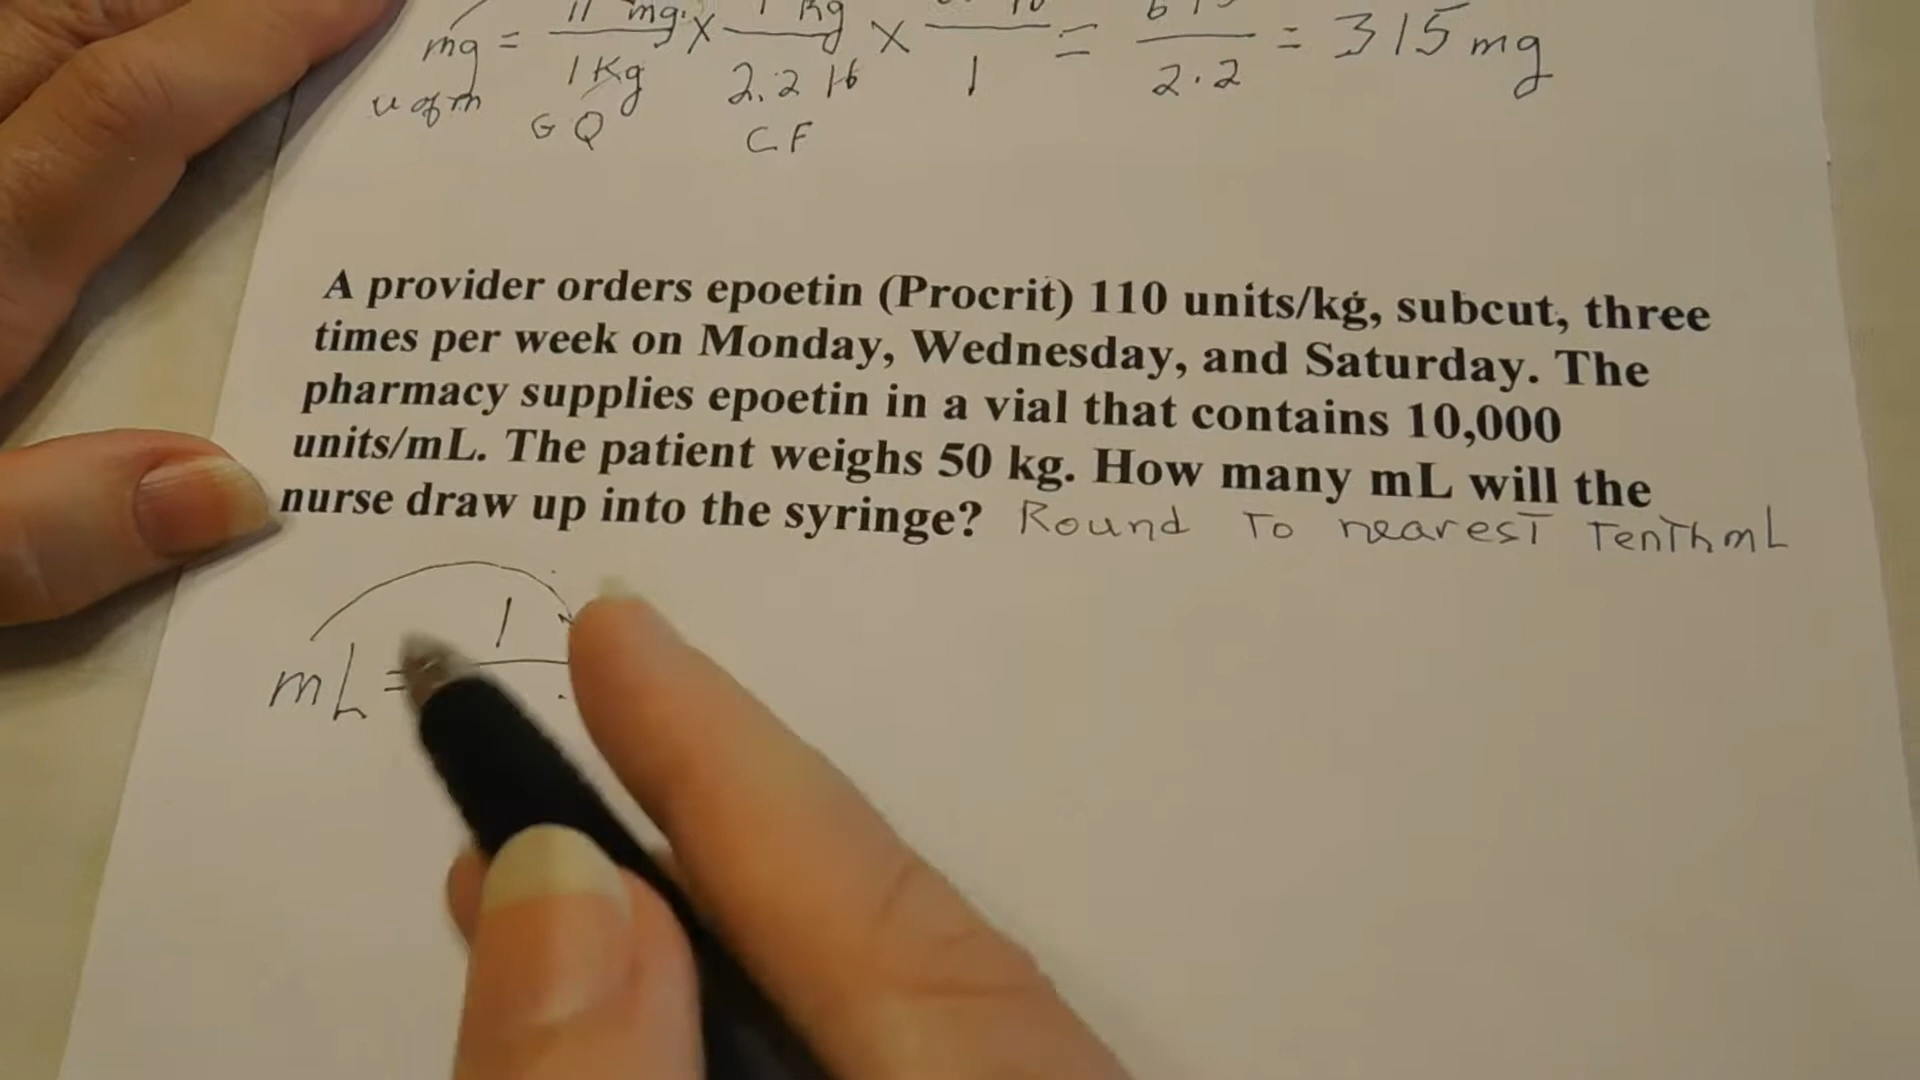 mg = 11 mg × 1 kg × = = 315 mg
1 Kg 2.2 lb 1 2.2
u of m GQ CF
A provider orders epoetin (Procrit) 110 units/kg, subcut, three
times per week on Monday, Wednesday, and Saturday. The
pharmacy supplies epoetin in a vial that contains 10,000
units/mL. The patient weighs 50 kg. How many mL will the
nurse draw up into the syringe? Round To nearest Tenth mL
1
mL =